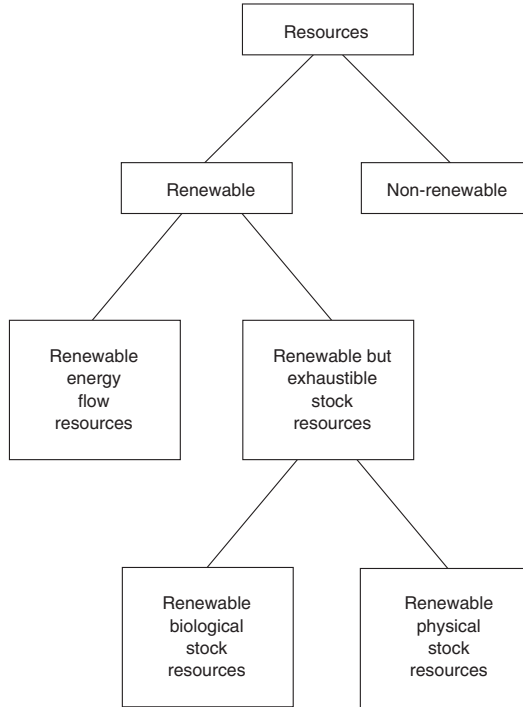 Resources
Renewable
Non-renewable
Renewable
energy
flow
resources
Renewable but
exhaustible
stock
resources
Renewable
biological
stock
resources
Renewable
physical
stock
resources